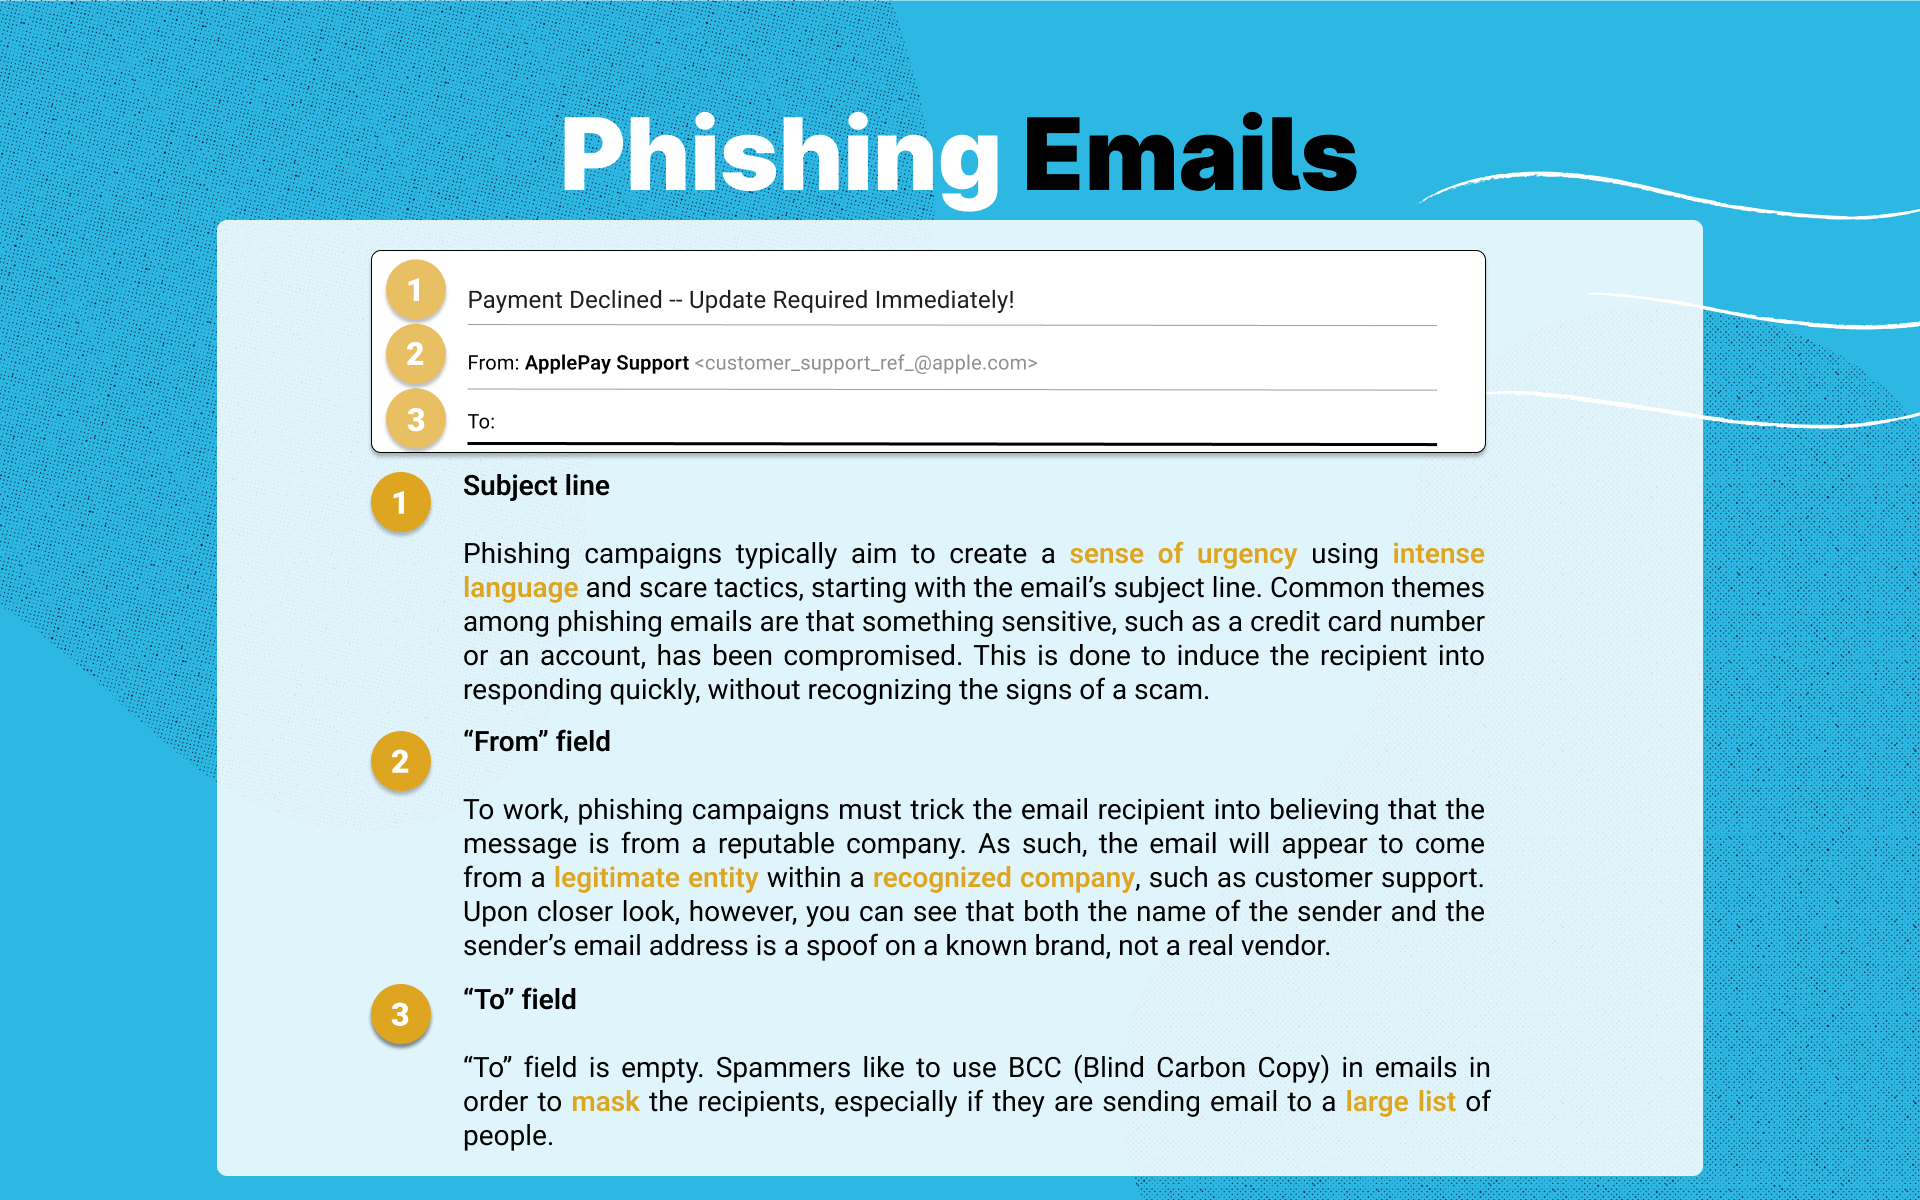 Phishing Emails
1
Payment Declined -- Update Required Immediately!
2
From: ApplePay Support <customer_support_ref_@apple.com>
3
To:
1
Subject line
Phishing campaigns typically aim to create a sense of urgency using intense
language and scare tactics, starting with the email’s subject line. Common themes
among phishing emails are that something sensitive, such as a credit card number
or an account, has been compromised. This is done to induce the recipient into
responding quickly, without recognizing the signs of a scam.
2
“From” field
To work, phishing campaigns must trick the email recipient into believing that the
message is from a reputable company. As such, the email will appear to come
from a legitimate entity within a recognized company, such as customer support.
Upon closer look, however, you can see that both the name of the sender and the
sender’s email address is a spoof on a known brand, not a real vendor.
3
“To” field
“To” field is empty. Spammers like to use BCC (Blind Carbon Copy) in emails in
order to mask the recipients, especially if they are sending email to a large list of
people.